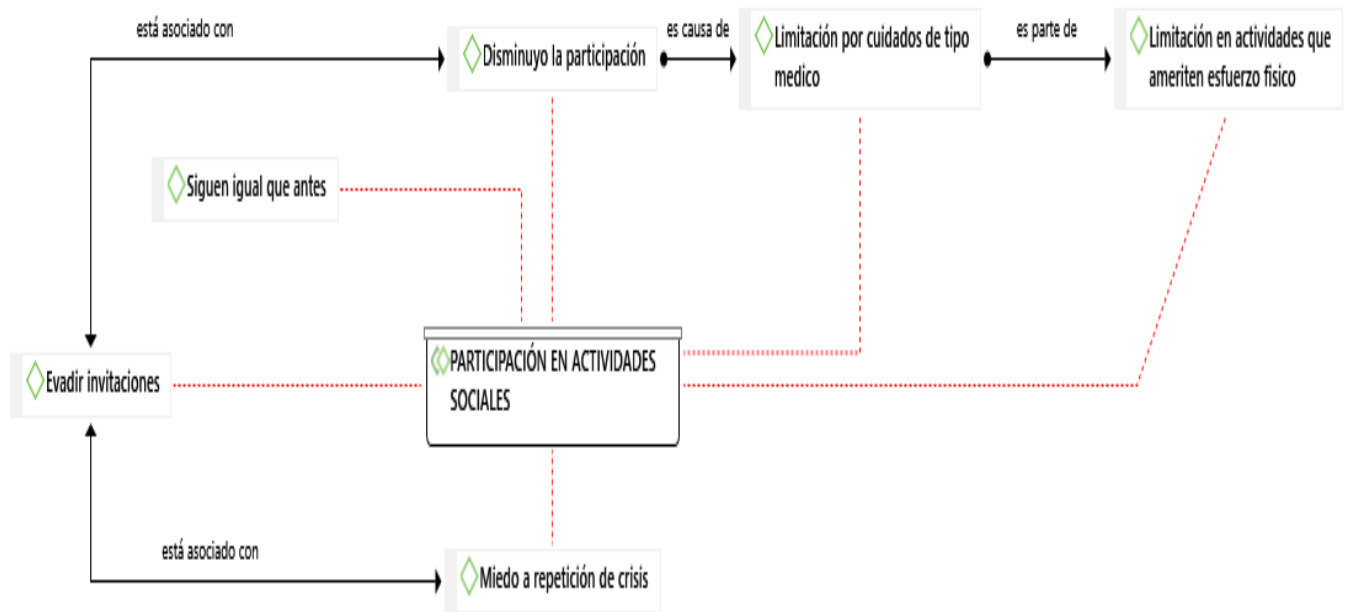 está asociado con
Disminuyo la participación
es causa de
Limitación por cuidados de tipo
medico
es parte de
Limitación en actividades que
ameriten esfuerzo físico
Siguen igual que antes
Evadir invitaciones
PARTICIPACIÓN EN ACTIVIDADES
SOCIALES
está asociado con
Miedo a repetición de crisis